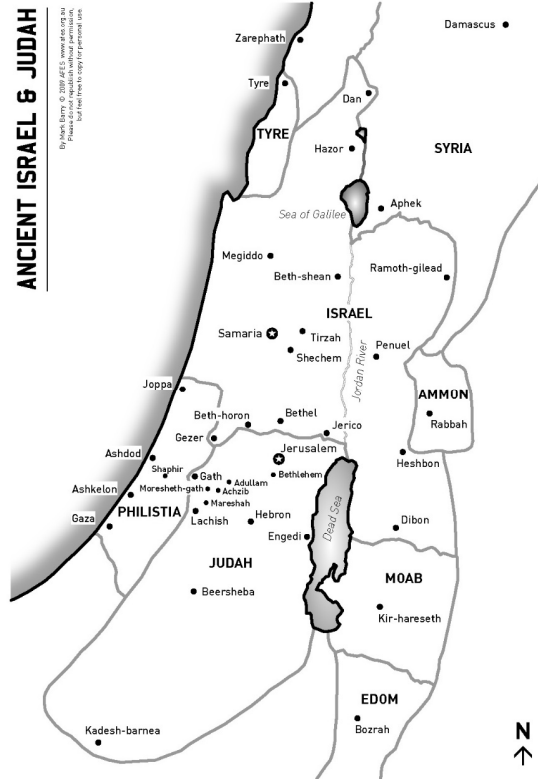 ANCIENT ISRAEL & JUDAH
By Mark Barry © 2009 AFES www.afes.org.au
Please do not republish without permission,
but feel free to copy for personal use.
Damascus
Zarephath
Tyre
Dan
TYRE
Hazor
SYRIA
Sea of Galilee
Aphek
Megiddo
Ramoth-gilead
Beth-shean
ISRAEL
Samaria
Tirzah
Shechem
Penuel
Jordan River
Joppa
AMMON
Beth-horon
Bethel
Rabbah
Jerico
Gezer
Jerusalem
Ashdod
Heshbon
Shaphir
Gath
Bethlehem
Adullam
Moresheth-gath
Achzib
Ashkelon
Mareshah
PHILISTIA
Gaza
Lachish
Hebron
Dead Sea
Dibon
Engedi
JUDAH
MOAB
Beersheba
Kir-hareseth
EDOM
Bozrah
Kadesh-barnea
N